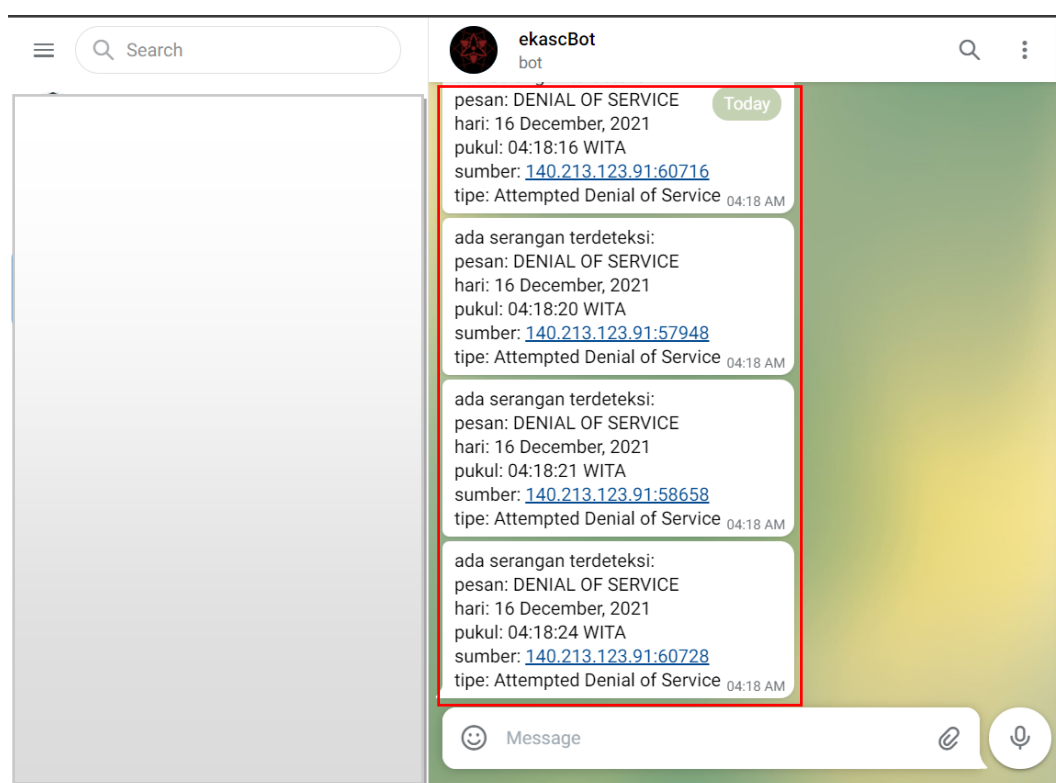 Search
ekascBot
bot
Today
pesan: DENIAL OF SERVICE
hari: 16 December, 2021
pukul: 04:18:16 WITA
sumber: 140.213.123.91:60716
tipe: Attempted Denial of Service 04:18 AM
ada serangan terdeteksi:
pesan: DENIAL OF SERVICE
hari: 16 December, 2021
pukul: 04:18:20 WITA
sumber: 140.213.123.91:57948
tipe: Attempted Denial of Service 04:18 AM
ada serangan terdeteksi:
pesan: DENIAL OF SERVICE
hari: 16 December, 2021
pukul: 04:18:21 WITA
sumber: 140.213.123.91:58658
tipe: Attempted Denial of Service 04:18 AM
ada serangan terdeteksi:
pesan: DENIAL OF SERVICE
hari: 16 December, 2021
pukul: 04:18:24 WITA
sumber: 140.213.123.91:60728
tipe: Attempted Denial of Service 04:18 AM
Message